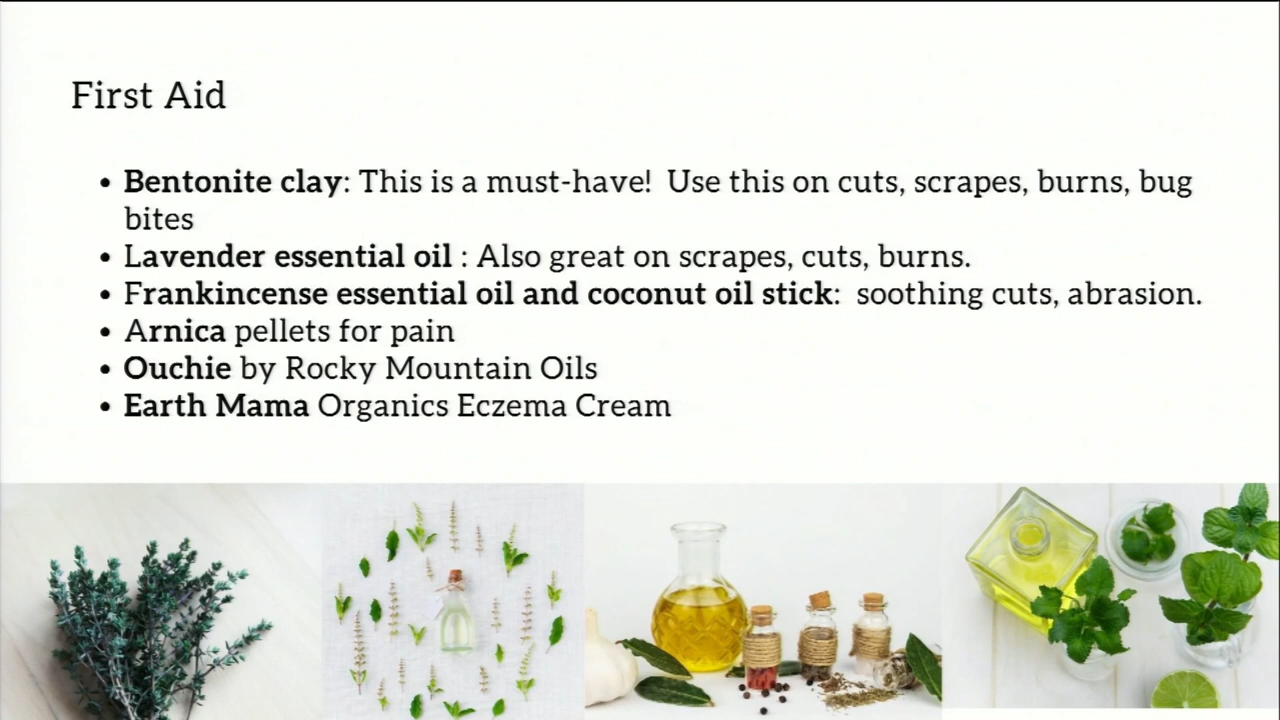 First Aid
• Bentonite clay: This is a must-have!  Use this on cuts, scrapes, burns, bug
bites
• Lavender essential oil : Also great on scrapes, cuts, burns.
• Frankincense essential oil and coconut oil stick:  soothing cuts, abrasion.
• Arnica pellets for pain
• Ouchie by Rocky Mountain Oils
• Earth Mama Organics Eczema Cream